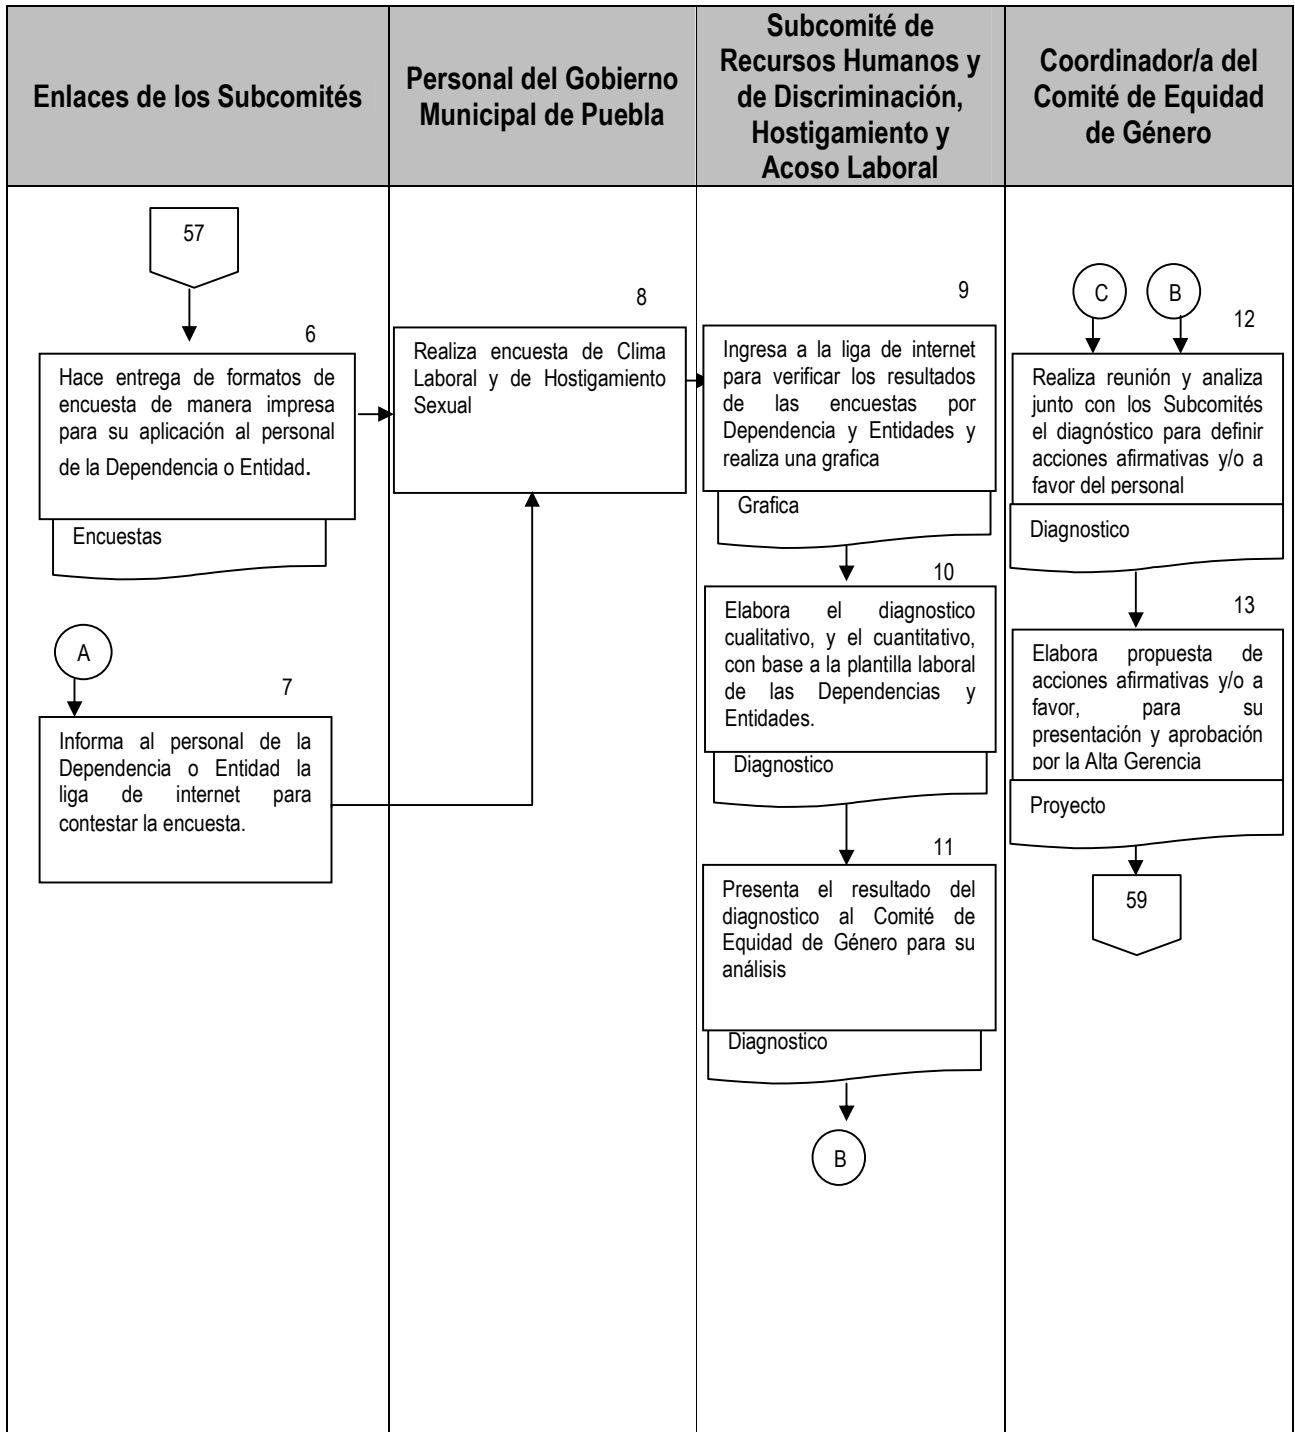 Enlaces de los Subcomités
Personal del Gobierno
Municipal de Puebla
Subcomité de
Recursos Humanos y
de Discriminación,
Hostigamiento y
Acoso Laboral
Coordinador/a del
Comité de Equidad
de Género
57
6
Hace entrega de formatos de
encuesta de manera impresa
para su aplicación al personal
de la Dependencia o Entidad.
Encuestas
A
7
Informa al personal de la
Dependencia o Entidad la
liga de internet para
contestar la encuesta.
8
Realiza encuesta de Clima
Laboral y de Hostigamiento
Sexual
9
Ingresa a la liga de internet
para verificar los resultados
de las encuestas por
Dependencia y Entidades y
realiza una grafica
Grafica
10
Elabora el diagnostico
cualitativo, y el cuantitativo,
con base a la plantilla laboral
de las Dependencias y
Entidades.
Diagnostico
11
Presenta el resultado del
diagnostico al Comité de
Equidad de Género para su
análisis
Diagnostico
B
C
B
12
Realiza reunión y analiza
junto con los Subcomités
el diagnóstico para definir
acciones afirmativas y/o a
favor del personal
Diagnostico
13
Elabora propuesta de
acciones afirmativas y/o a
favor, para su
presentación y aprobación
por la Alta Gerencia
Proyecto
59